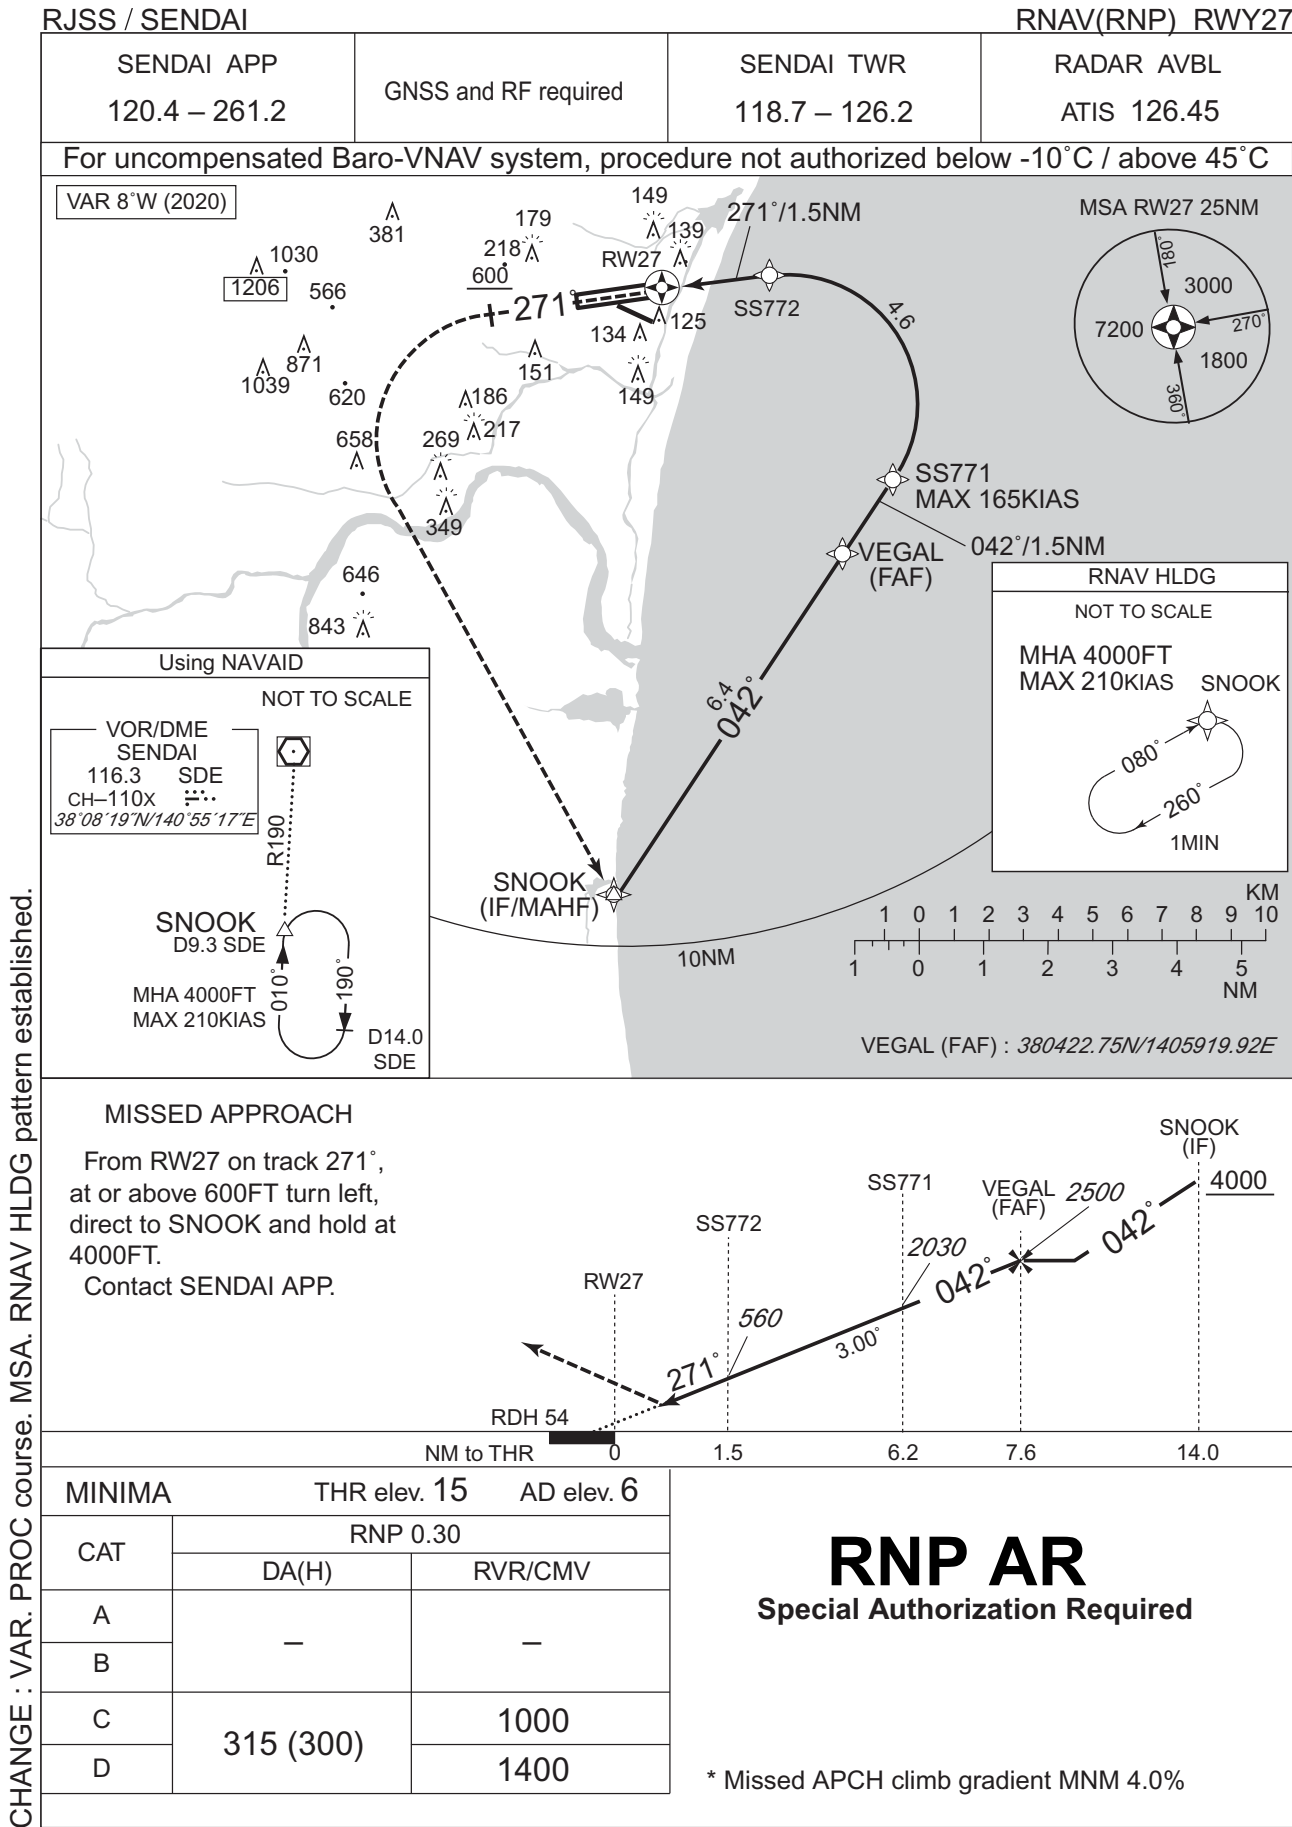 RJSS / SENDAI
RNAV(RNP) RWY27
SENDAI APP
120.4 – 261.2
GNSS and RF required
SENDAI TWR
118.7 – 126.2
RADAR AVBL
ATIS 126.45
For uncompensated Baro-VNAV system, procedure not authorized below -10˚C / above 45˚C
VAR 8˚W (2020)
381
1030
1206
566
871
1039
620
658
179
218
600
149
139
RW27
271˚
134
125
151
149
186
217
269
349
646
843
271˚/1.5NM
SS772
4.6
SS771
MAX 165KIAS
VEGAL
(FAF)
042˚/1.5NM
6.4
042˚
SNOOK
(IF/MAHF)
10NM
MSA RW27 25NM
180˚
3000
270˚
7200
1800
360˚
RNAV HLDG
NOT TO SCALE
MHA 4000FT
MAX 210KIAS
SNOOK
080˚
260˚
1MIN
Using NAVAID
NOT TO SCALE
VOR/DME
SENDAI
116.3 SDE
CH–110X
38˚08´19˝N/140˚55´17˝E
R190
SNOOK
D9.3 SDE
MHA 4000FT
MAX 210KIAS
010˚
190˚
D14.0
SDE
KM
1 0 1 2 3 4 5 6 7 8 9 10
1 0 1 2 3 4 5
NM
VEGAL (FAF) : 380422.75N/1405919.92E
MISSED APPROACH
From RW27 on track 271˚,
at or above 600FT turn left,
direct to SNOOK and hold at
4000FT.
Contact SENDAI APP.
SNOOK
(IF)
4000
042˚
VEGAL
(FAF)
2500
SS771
2030
042˚
SS772
560
3.00˚
271˚
RW27
RDH 54
NM to THR 0 1.5 6.2 7.6 14.0
MINIMA THR elev. 15 AD elev. 6
CAT
RNP 0.30
DA(H) RVR/CMV
A
B
– –
C
D
315 (300)
1000
1400
RNP AR
Special Authorization Required
* Missed APCH climb gradient MNM 4.0%
CHANGE : VAR. PROC course. MSA. RNAV HLDG pattern established.